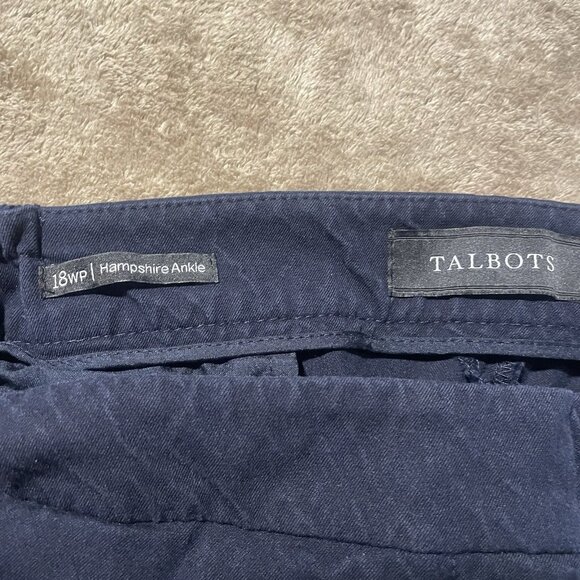 18WP | Hampshire Ankle
TALBOTS